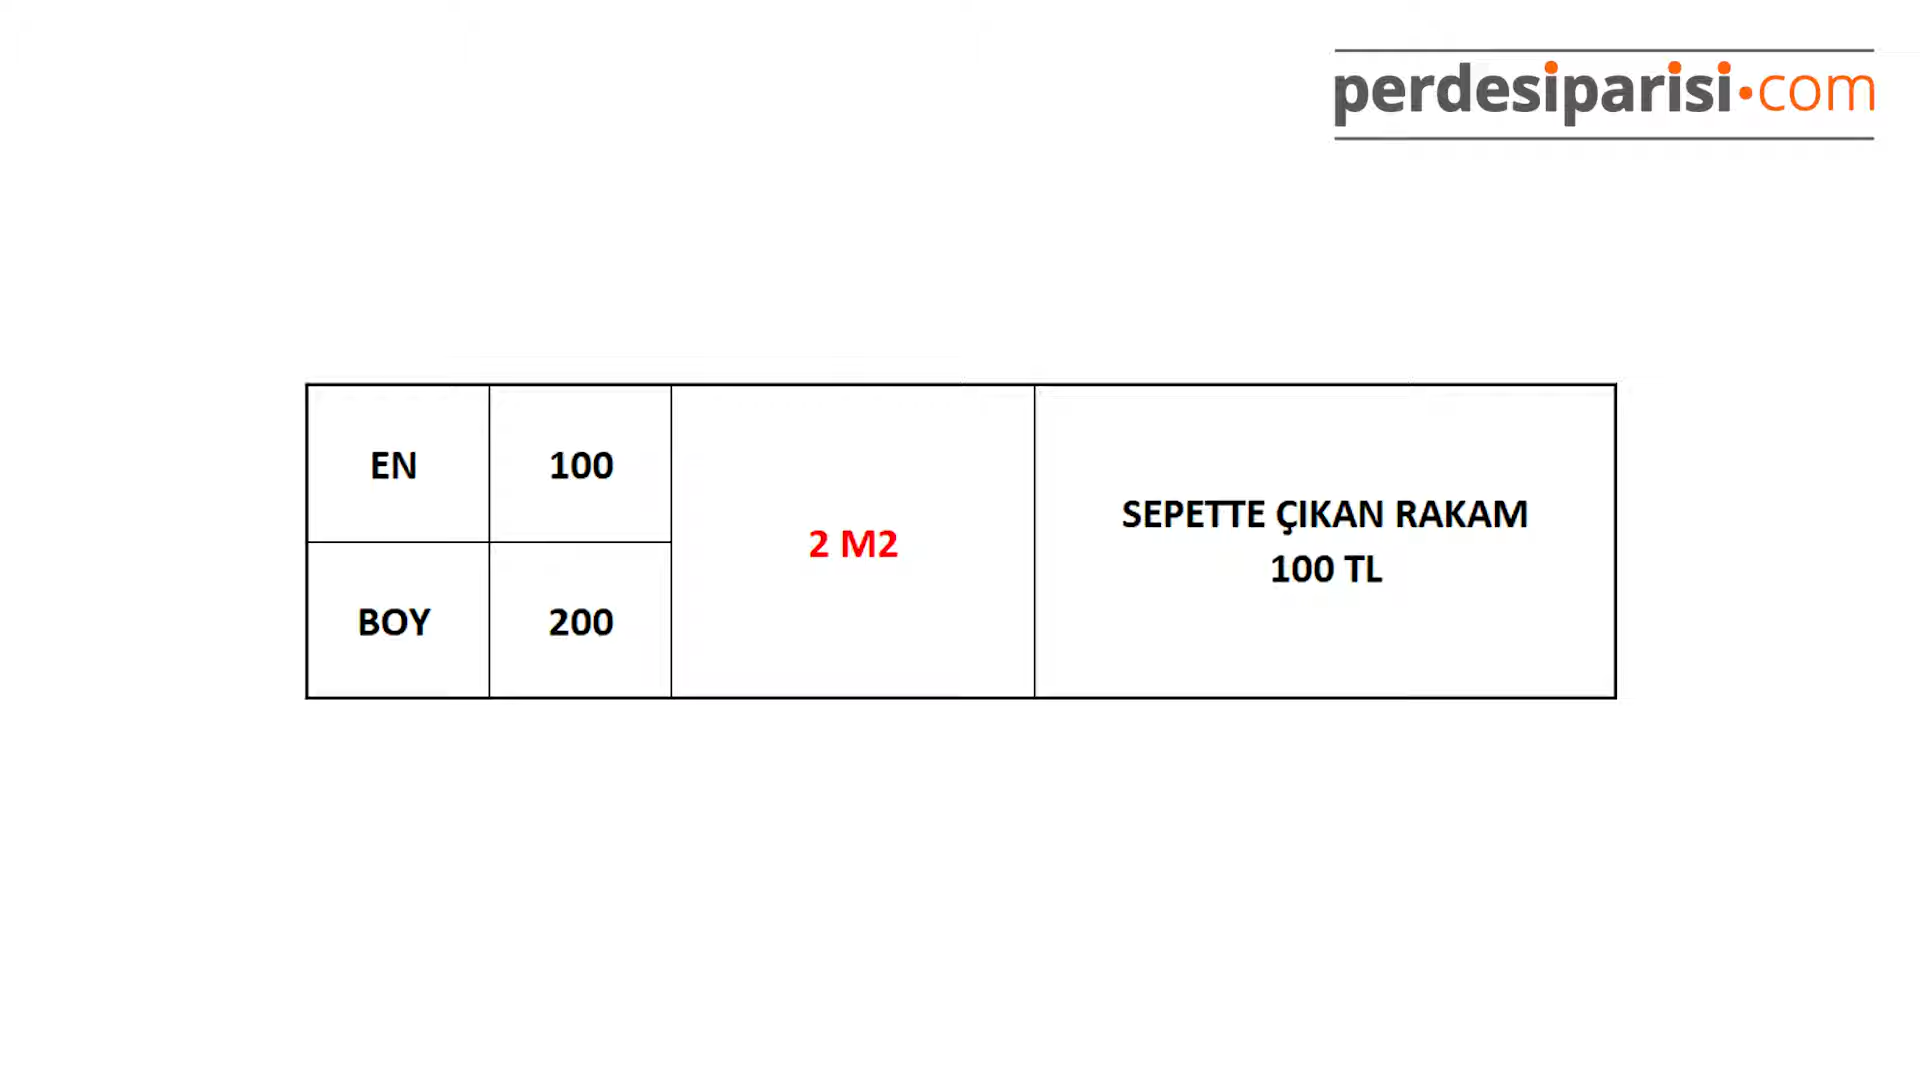 perdesiparisi.com
EN 100
2 M2
SEPETTE ÇIKAN RAKAM
100 TL
BOY 200